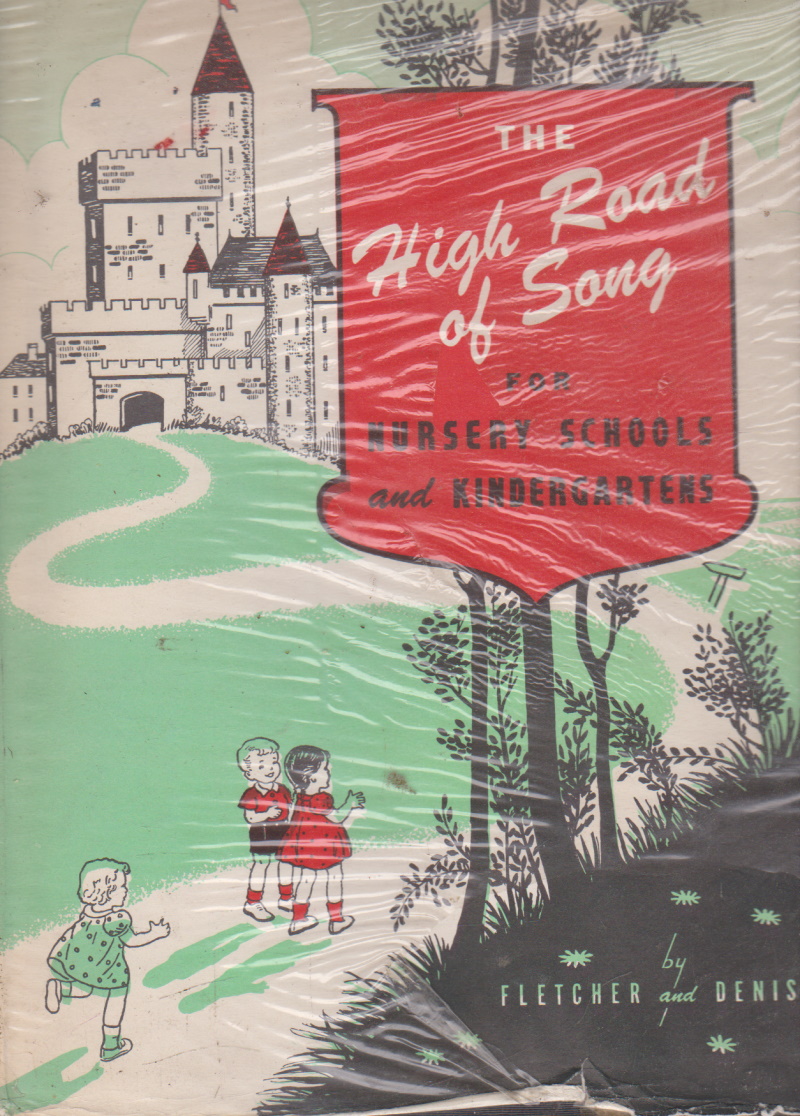 THE
High Road
of Song
FOR
NURSERY SCHOOLS
and KINDERGARTENS
by
FLETCHER and DENIS